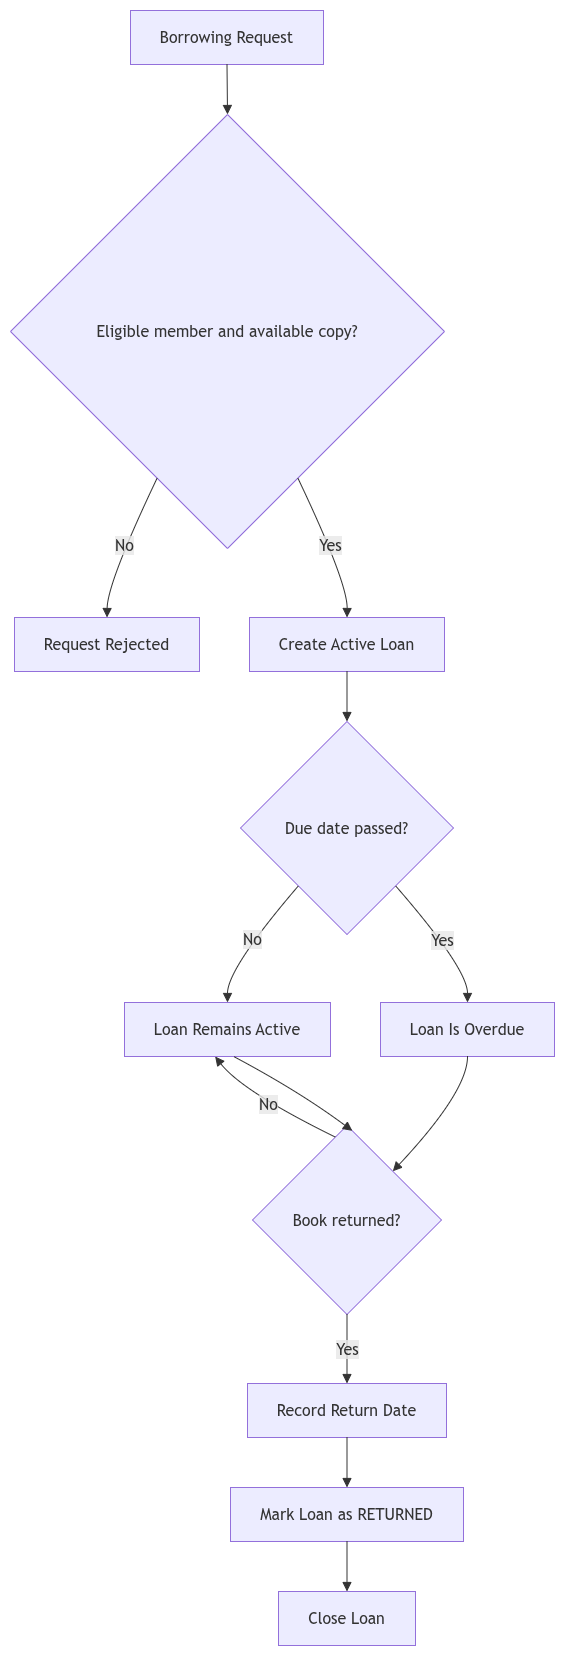 Borrowing Request
Eligible member and available copy?
No
Yes
Request Rejected
Create Active Loan
Due date passed?
No
Yes
Loan Remains Active
Loan Is Overdue
No
Book returned?
Yes
Record Return Date
Mark Loan as RETURNED
Close Loan